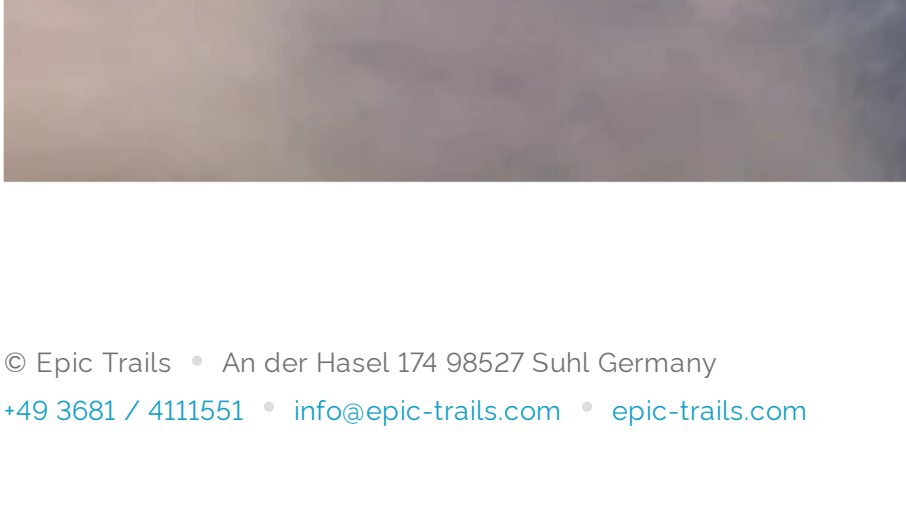 © Epic Trails • An der Hasel 174 98527 Suhl Germany
+49 3681 / 4111551 • info@epic-trails.com • epic-trails.com